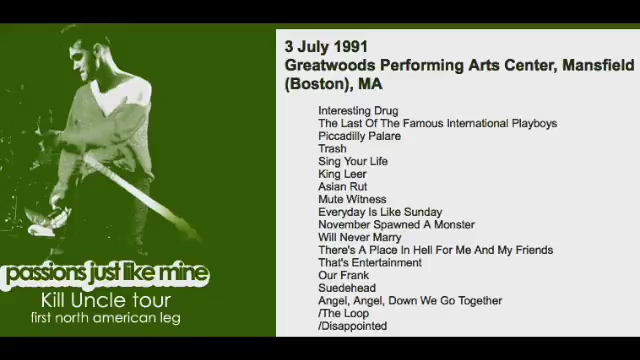 passions just like mine
Kill Uncle tour
first north american leg
3 July 1991
Greatwoods Performing Arts Center, Mansfield
(Boston), MA
Interesting Drug
The Last Of The Famous International Playboys
Piccadilly Palare
Trash
Sing Your Life
King Leer
Asian Rut
Mute Witness
Everyday Is Like Sunday
November Spawned A Monster
Will Never Marry
There's A Place In Hell For Me And My Friends
That's Entertainment
Our Frank
Suedehead
Angel, Angel, Down We Go Together
/The Loop
/Disappointed